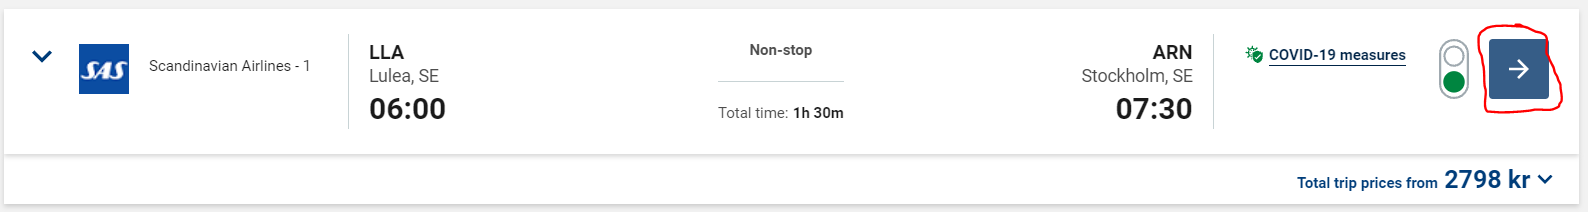 SAS
Scandinavian Airlines - 1
LLA
Lulea, SE
06:00
Non-stop
Total time: 1h 30m
ARN
Stockholm, SE
07:30
COVID-19 measures
Total trip prices from 2798 kr